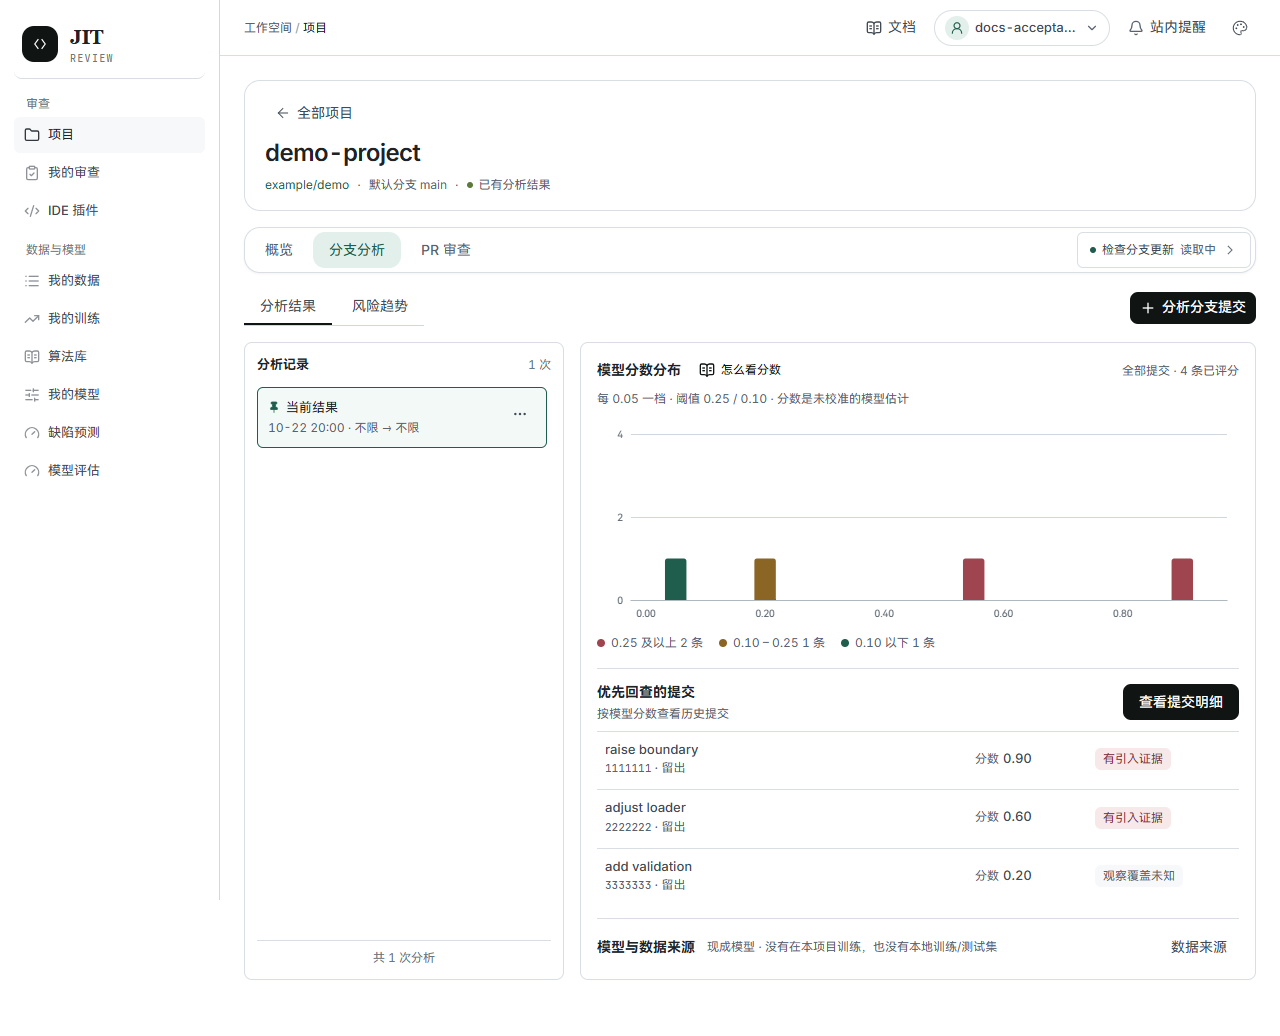 JIT
REVIEW
审查
项目
我的审查
IDE 插件
数据与模型
我的数据
我的训练
算法库
我的模型
缺陷预测
模型评估
工作空间 / 项目
文档
docs-accepta...
站内提醒
全部项目
demo-project
example/demo · 默认分支 main · 已有分析结果
概览
分支分析
PR 审查
检查分支更新 读取中
分析结果
风险趋势
分析分支提交
分析记录
1 次
当前结果
10-22 20:00 · 不限 → 不限
共 1 次分析
模型分数分布
怎么看分数
全部提交 · 4 条已评分
每 0.05 一档 · 阈值 0.25 / 0.10 · 分数是未校准的模型估计
4
2
0
0.00
0.20
0.40
0.60
0.80
0.25 及以上 2 条
0.10 – 0.25 1 条
0.10 以下 1 条
优先回查的提交
按模型分数查看历史提交
查看提交明细
raise boundary
1111111 · 留出
分数 0.90
有引入证据
adjust loader
2222222 · 留出
分数 0.60
有引入证据
add validation
3333333 · 留出
分数 0.20
观察覆盖未知
模型与数据来源
现成模型 · 没有在本项目训练，也没有本地训练/测试集
数据来源